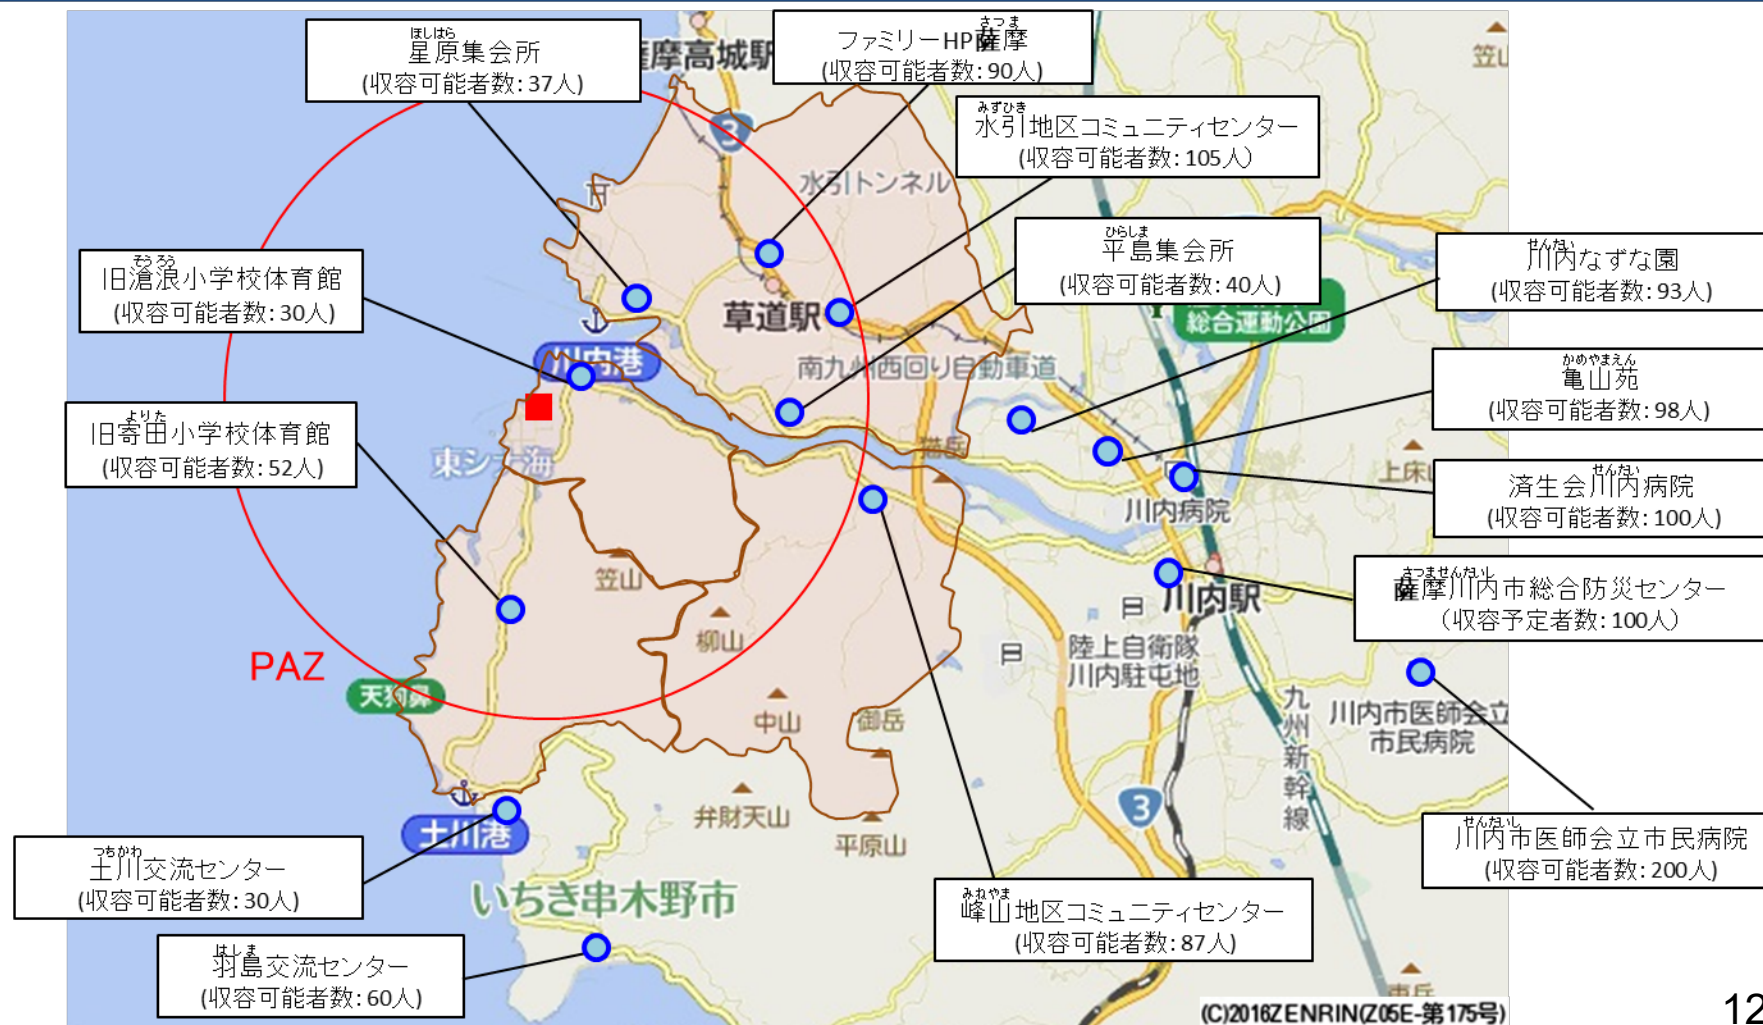 ほしはら
星原集会所
(収容可能者数:37人)
さつま
ファミリーHP薩摩
(収容可能者数:90人)
みずひき
水引地区コミュニティセンター
(収容可能者数:105人)
ひらしま
平島集会所
(収容可能者数:40人)
せんだい
川内なずな園
(収容可能者数:93人)
かめやまえん
亀山苑
(収容可能者数:98人)
せんだい
済生会川内病院
(収容可能者数:100人)
さつませんだいし
薩摩川内市総合防災センター
(収容予定者数:100人)
せんだいし
川内市医師会立市民病院
(収容可能者数:200人)
みねやま
峰山地区コミュニティセンター
(収容可能者数:87人)
はしま
羽島交流センター
(収容可能者数:60人)
つちかわ
土川交流センター
(収容可能者数:30人)
よりた
旧寄田小学校体育館
(収容可能者数:52人)
そうろう
旧滄浪小学校体育館
(収容可能者数:30人)
PAZ
薩摩高城駅
3
水引トンネル
草道駅
川内港
南九州西回り自動車道
総合運動公園
笠山
猫岳
上床山
東シナ海
川内病院
笠山
柳山
川内駅
陸上自衛隊
川内駐屯地
天狗鼻
中山
御岳
九州新幹線
川内市医師会立
市民病院
弁財天山
平原山
3
土川港
いちき串木野市
(C)2016ZENRIN(Z05E-第175号)
12